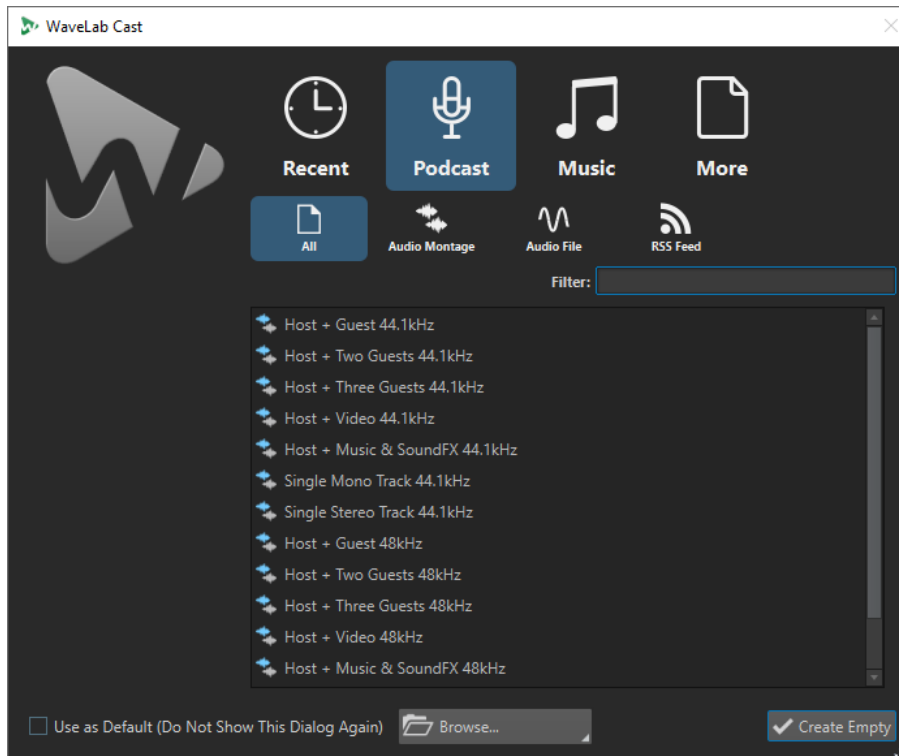 WaveLab Cast
Recent Podcast Music More
All Audio Montage Audio File RSS Feed
Filter:
Host + Guest 44.1kHz
Host + Two Guests 44.1kHz
Host + Three Guests 44.1kHz
Host + Video 44.1kHz
Host + Music & SoundFX 44.1kHz
Single Mono Track 44.1kHz
Single Stereo Track 44.1kHz
Host + Guest 48kHz
Host + Two Guests 48kHz
Host + Three Guests 48kHz
Host + Video 48kHz
Host + Music & SoundFX 48kHz
Use as Default (Do Not Show This Dialog Again) Browse... Create Empty